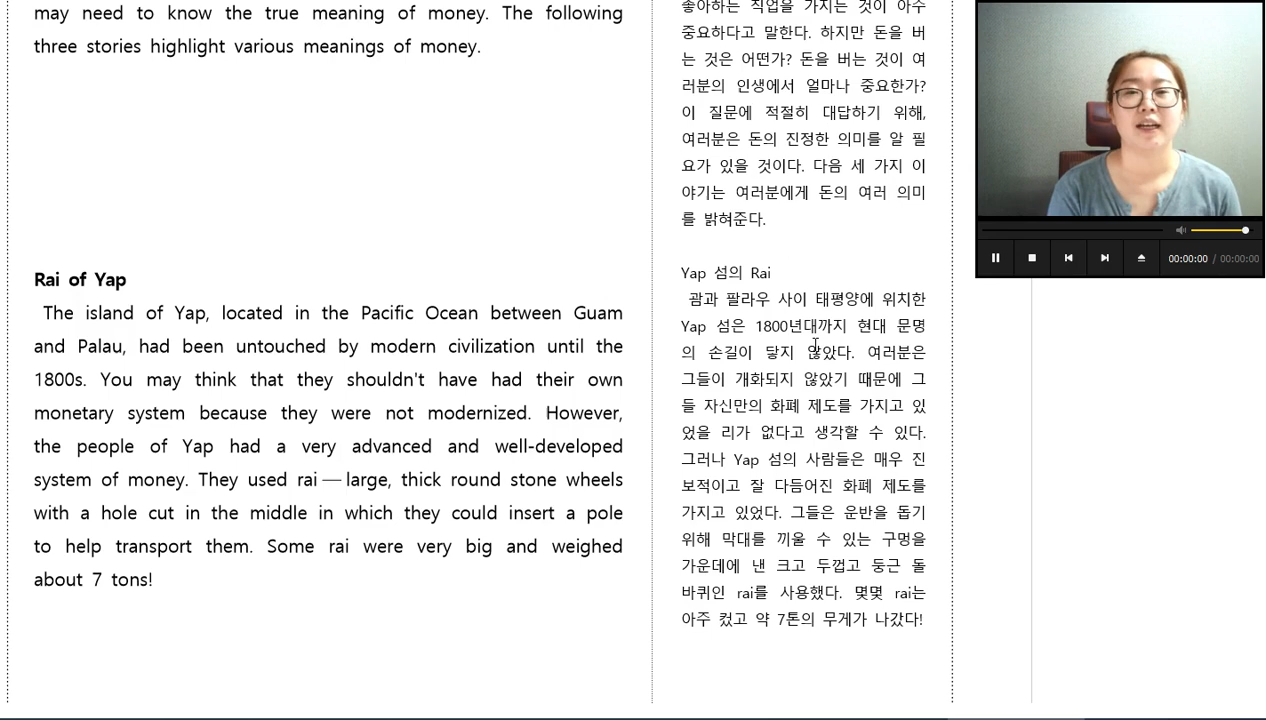 may need to know the true meaning of money. The following
three stories highlight various meanings of money.
Rai of Yap
The island of Yap, located in the Pacific Ocean between Guam
and Palau, had been untouched by modern civilization until the
1800s. You may think that they shouldn't have had their own
monetary system because they were not modernized. However,
the people of Yap had a very advanced and well-developed
system of money. They used rai — large, thick round stone wheels
with a hole cut in the middle in which they could insert a pole
to help transport them. Some rai were very big and weighed
about 7 tons!
좋아하는 직업을 가지는 것이 아주
중요하다고 말한다. 하지만 돈을 버
는 것은 어떤가? 돈을 버는 것이 여
러분의 인생에서 얼마나 중요한가?
이 질문에 적절히 대답하기 위해,
여러분은 돈의 진정한 의미를 알 필
요가 있을 것이다. 다음 세 가지 이
야기는 여러분에게 돈의 여러 의미
를 밝혀준다.
Yap 섬의 Rai
괌과 팔라우 사이 태평양에 위치한
Yap 섬은 1800년대까지 현대 문명
의 손길이 닿지 않았다. 여러분은
그들이 개화되지 않았기 때문에 그
들 자신만의 화폐 제도를 가지고 있
었을 리가 없다고 생각할 수 있다.
그러나 Yap 섬의 사람들은 매우 진
보적이고 잘 다듬어진 화폐 제도를
가지고 있었다. 그들은 운반을 돕기
위해 막대를 끼울 수 있는 구멍을
가운데에 낸 크고 두껍고 둥근 돌
바퀴인 rai를 사용했다. 몇몇 rai는
아주 컸고 약 7톤의 무게가 나갔다!
00:00:00 / 00:00:00